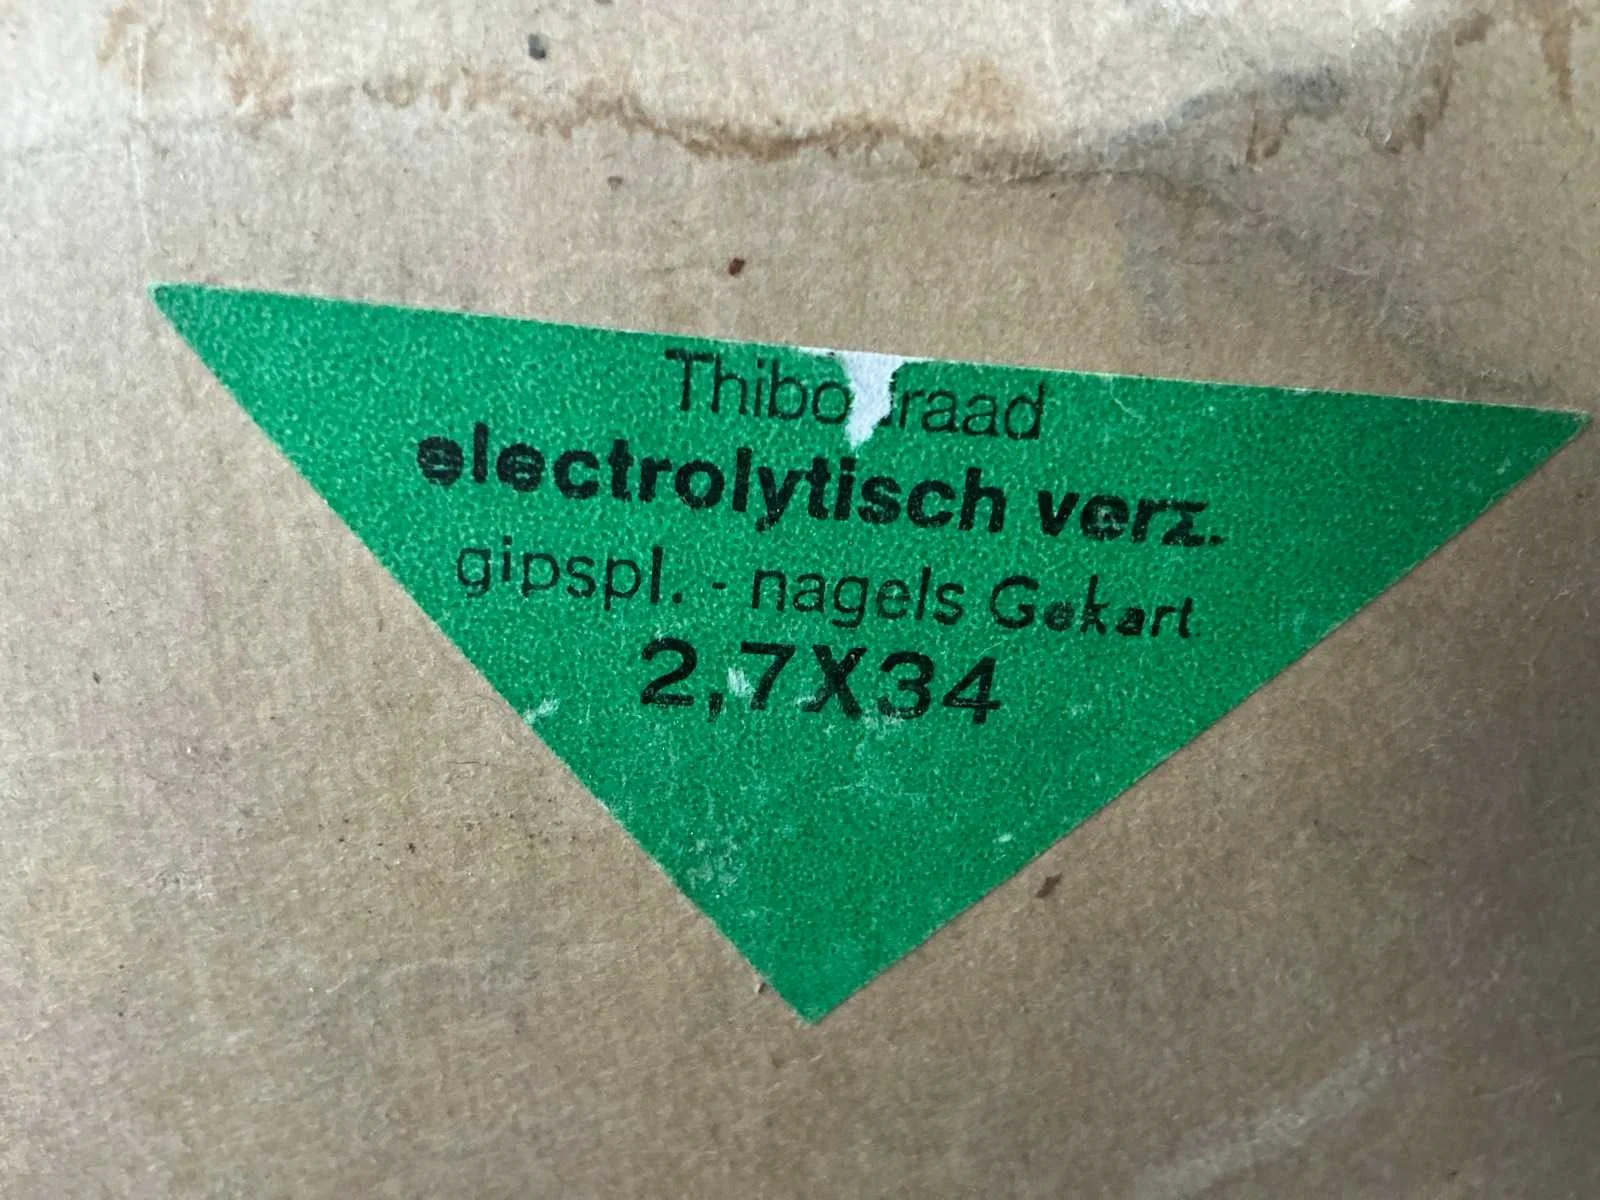 electrolytisch verz.
gipspl. - nagels Gekart
2,7X34